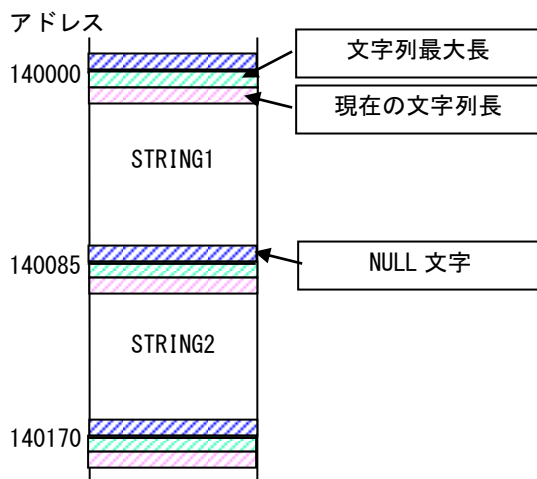 アドレス
文字列最大長
140000
現在の文字列長
STRING1
140085
NULL 文字
STRING2
140170